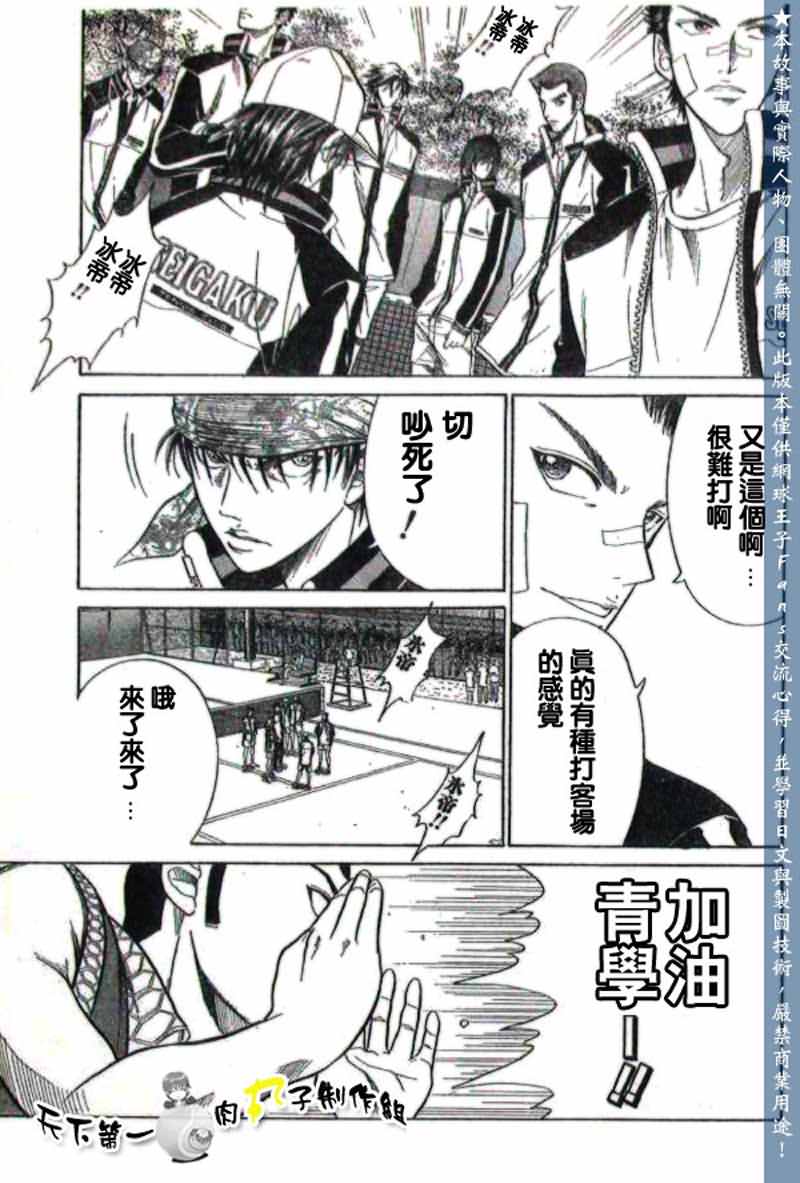 冰帝
冰帝
!!
冰帝
冰帝
!!
SEIGAKU
又是這個啊…
很難打啊
真的有種打客場
的感覺
切
吵死了!
冰帝
冰帝!!
哦
來了來了…
加油
青學—!!
天下第一肉丸子制作組
★本故事與實際人物、團體無關。此版本僅供網球王子Fans交流心得,並學習日文與製圖技術,嚴禁商業用途!